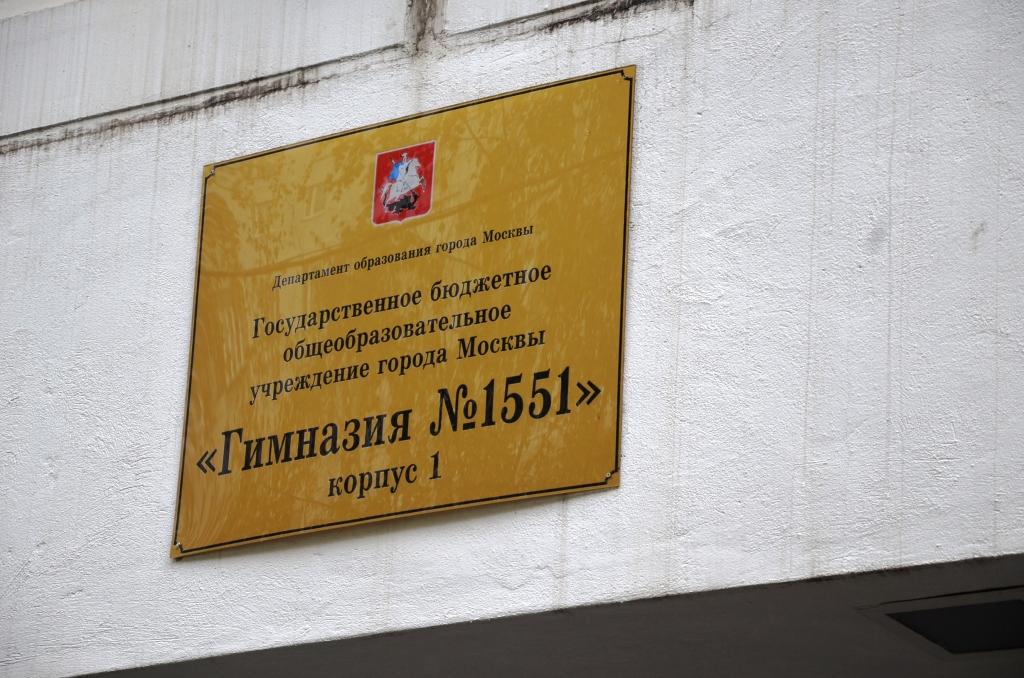 Департамент образования города Москвы
Государственное бюджетное
общеобразовательное
учреждение города Москвы
«Гимназия №1551»
корпус 1